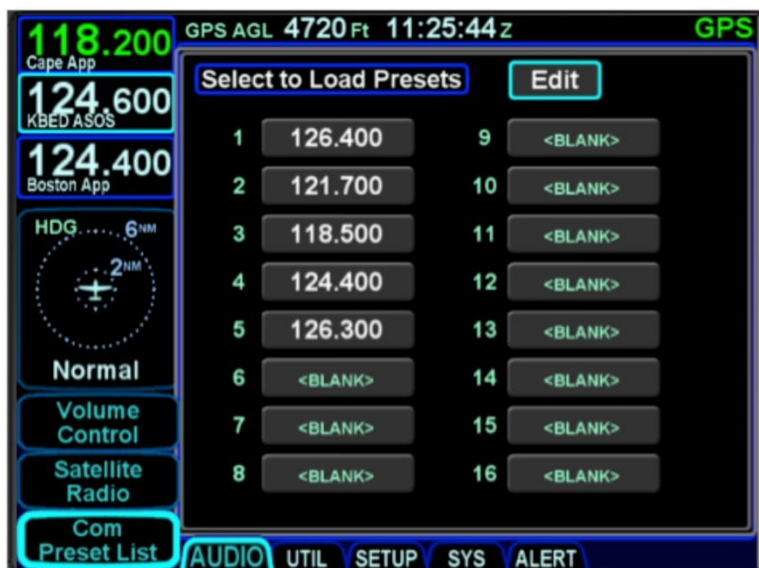 118.200
Cape App
124.600
KBED ASOS
124.400
Boston App
HDG 6NM
2NM
Normal
Volume
Control
Satellite
Radio
Com
Preset List
GPS AGL 4720 Ft 11:25:44 Z GPS
Select to Load Presets Edit
1 126.400 9 <BLANK>
2 121.700 10 <BLANK>
3 118.500 11 <BLANK>
4 124.400 12 <BLANK>
5 126.300 13 <BLANK>
6 <BLANK> 14 <BLANK>
7 <BLANK> 15 <BLANK>
8 <BLANK> 16 <BLANK>
AUDIO UTIL SETUP SYS ALERT